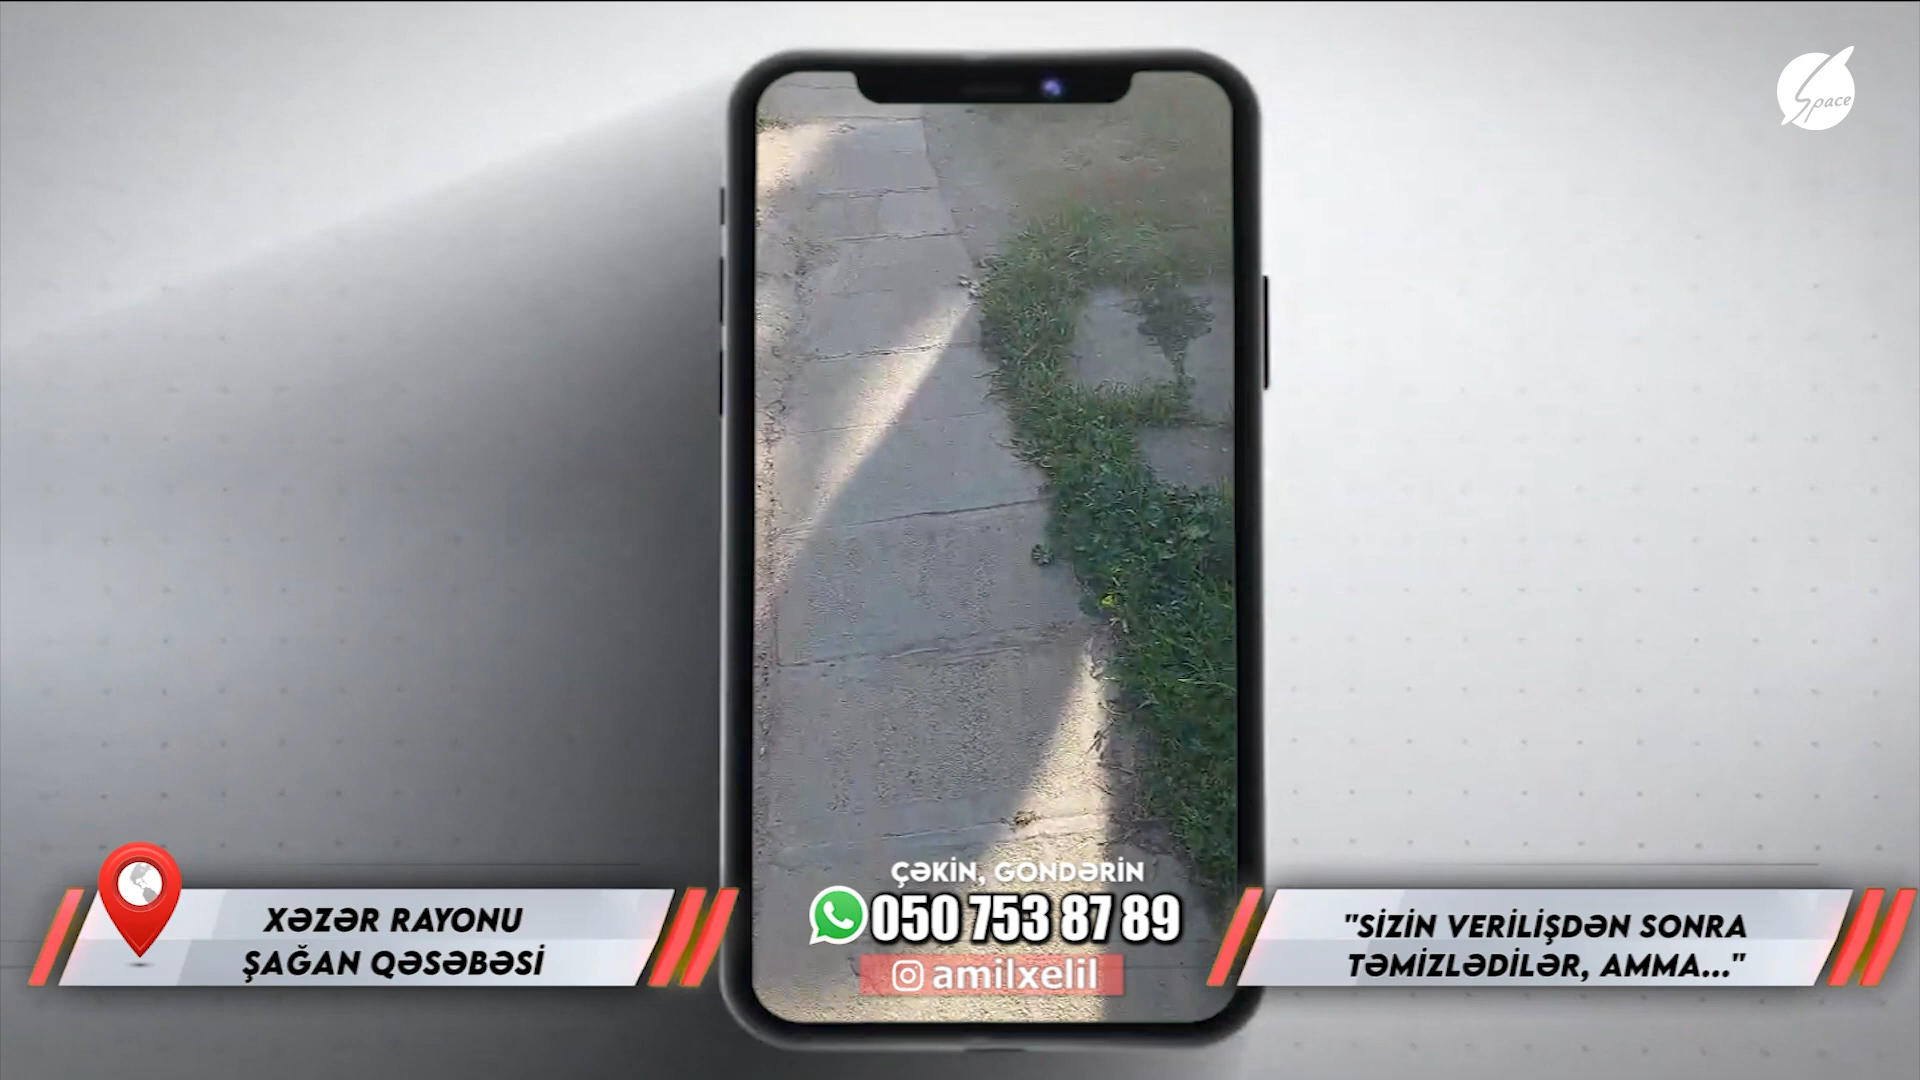 Space
ÇƏKİN, GÖNDƏRİN
050 753 87 89
amilxelil
XƏZƏR RAYONU
ŞAĞAN QƏSƏBƏSİ
"SİZİN VERİLİŞDƏN SONRA
TƏMİZLƏDİLƏR, AMMA..."